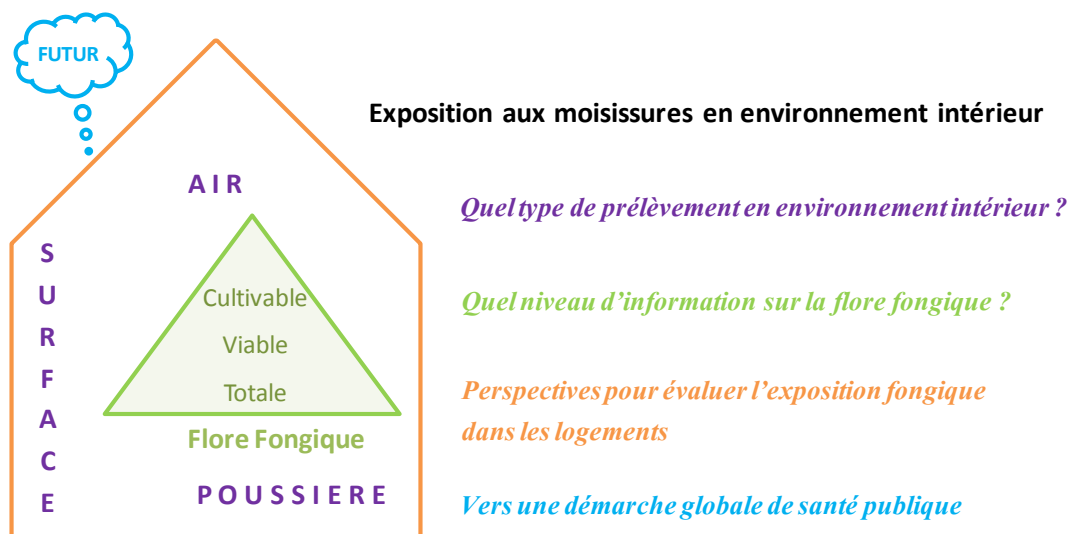 FUTUR
Exposition aux moisissures en environnement intérieur
AIR
SURFACE
Cultivable
Viable
Totale
Flore Fongique
POUSSIERE
Quel type de prélèvement en environnement intérieur ?
Quel niveau d'information sur la flore fongique ?
Perspectives pour évaluer l'exposition fongique
dans les logements
Vers une démarche globale de santé publique